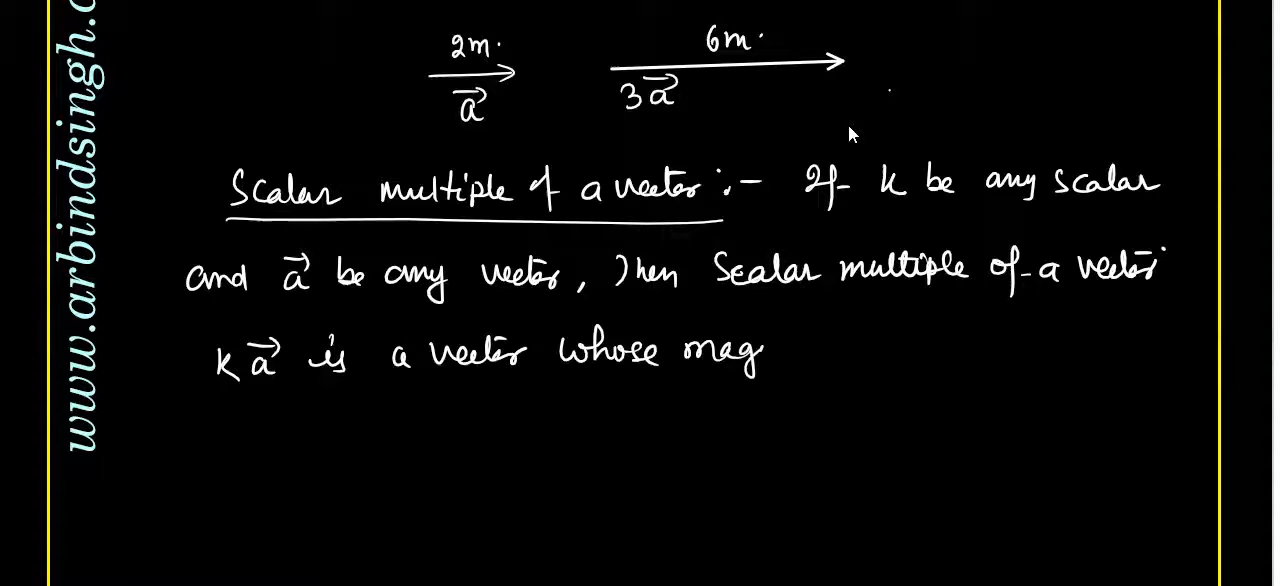 www.arbindsingh.c
2m.
6m.
a⃗
3a⃗
Scalar multiple of a vector :- If k be any scalar
and a⃗ be any vector, Then Scalar multiple of a vector
k a⃗ is a vector whose mag